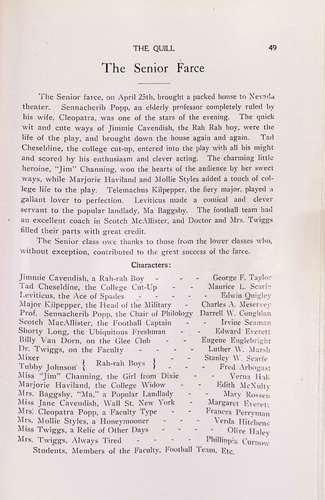 THE QUILL 49
The Senior Farce
The Senior farce, on April 25th, brought a packed house to Nevada
theater. Sennacherib Popp, an elderly professor completely ruled by
his wife, Cleopatra, was one of the stars of the evening. The quick
wit and cute ways of Jimmie Cavendish, the Rah Rah boy, were the
life of the play, and brought down the house again and again. Tad
Cheseldine, the college cut-up, entered into the play with all his might
and scored by his enthusiasm and clever acting. The charming little
heroine, "Jim" Channing, won the hearts of the audience by her sweet
ways, while Marjorie Haviland and Mollie Styles added a touch of col-
lege life to the play. Telemachus Kilpepper, the fiery major, played a
gallant lover to perfection. Leviticus made a comical and clever
servant to the popular landlady, Ma Baggsby. The football team had
an excellent coach in Scotch McAllister, and Doctor and Mrs. Twiggs
filled their parts with great credit.
The Senior class owe thanks to those from the lower classes who,
without exception, contributed to the great success of the farce.
Characters:
Jimmie Cavendish, a Rah-rah Boy - - - George F. Taylor
Tad Cheseldine, the College Cut-Up - - - Maurice L. Scarfe
Leviticus, the Ace of Spades - - - Edwin Quigley
Major Kilpepper, the Head of the Military - - Charles A. Meservey
Prof. Sennacherib Popp, the Chair of Philology Darrell W. Conghlan
Scotch MacAllister, the Football Captain - - Irvine Seaman
Shorty Long, the Ubiquitous Freshman - - Edward Everett
Billy Van Dorn, on the Glee Club - - Eugene Englebright
Dr. Twiggs, on the Faculty - - - Luther W. Marsh
Mixer - - - Stanley W. Scarfe
Tubby Johnson } Rah-rah Boys { - - - Fred Arbogast
Miss "Jim" Channing, the Girl from Dixie - - Verna Hall
Marjorie Haviland, the College Widow - - Edith McNulty
Mrs. Baggsby, "Ma," a Popular Landlady - - Mary Rossen
Miss Jane Cavendish, Wall St., New York - Margaret Everett
Mrs. Cleopatra Popp, a Faculty Type - - Frances Perryman
Mrs. Mollie Styles, a Honeymooner - - Verda Hitchens
Miss Twiggs, a Relic of Other Days - - - Olive Haley
Mrs. Twiggs, Always Tired - - - Phillippa Curnow
Students, Members of the Faculty, Football Team, Etc.